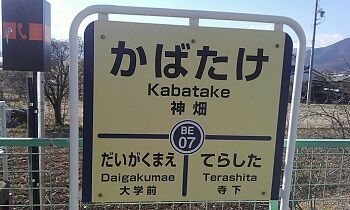 かばたけ
Kabatake
神畑
BE
07
だいがくまえ てらした
Daigakumae Terashita
大学前 寺下